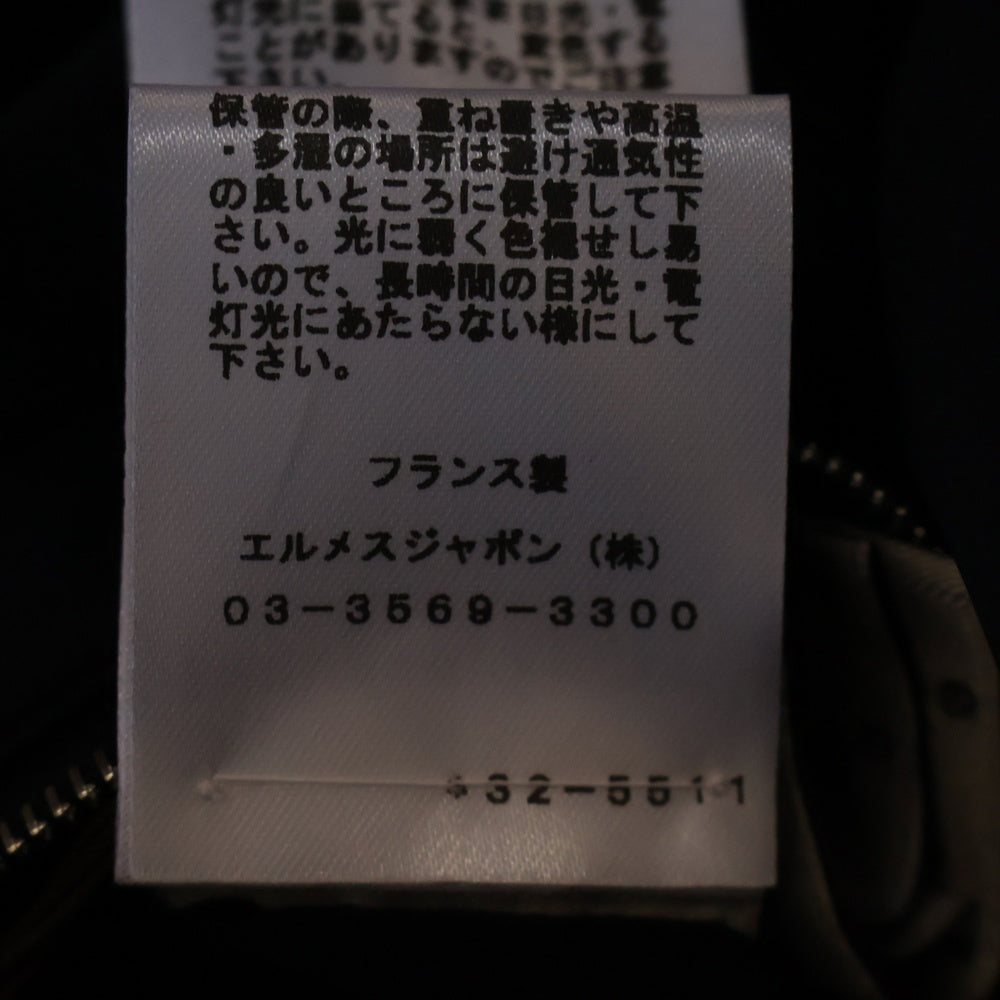 保管の際、重ね置きや高温
・多湿の場所は避け通気性
の良いところに保管して下
さい。光に弱く色褪せし易
いので、長時間の日光・電
灯光にあたらない様にして
下さい。
フランス製
エルメスジャポン（株）
03-3569-3300
32-5511